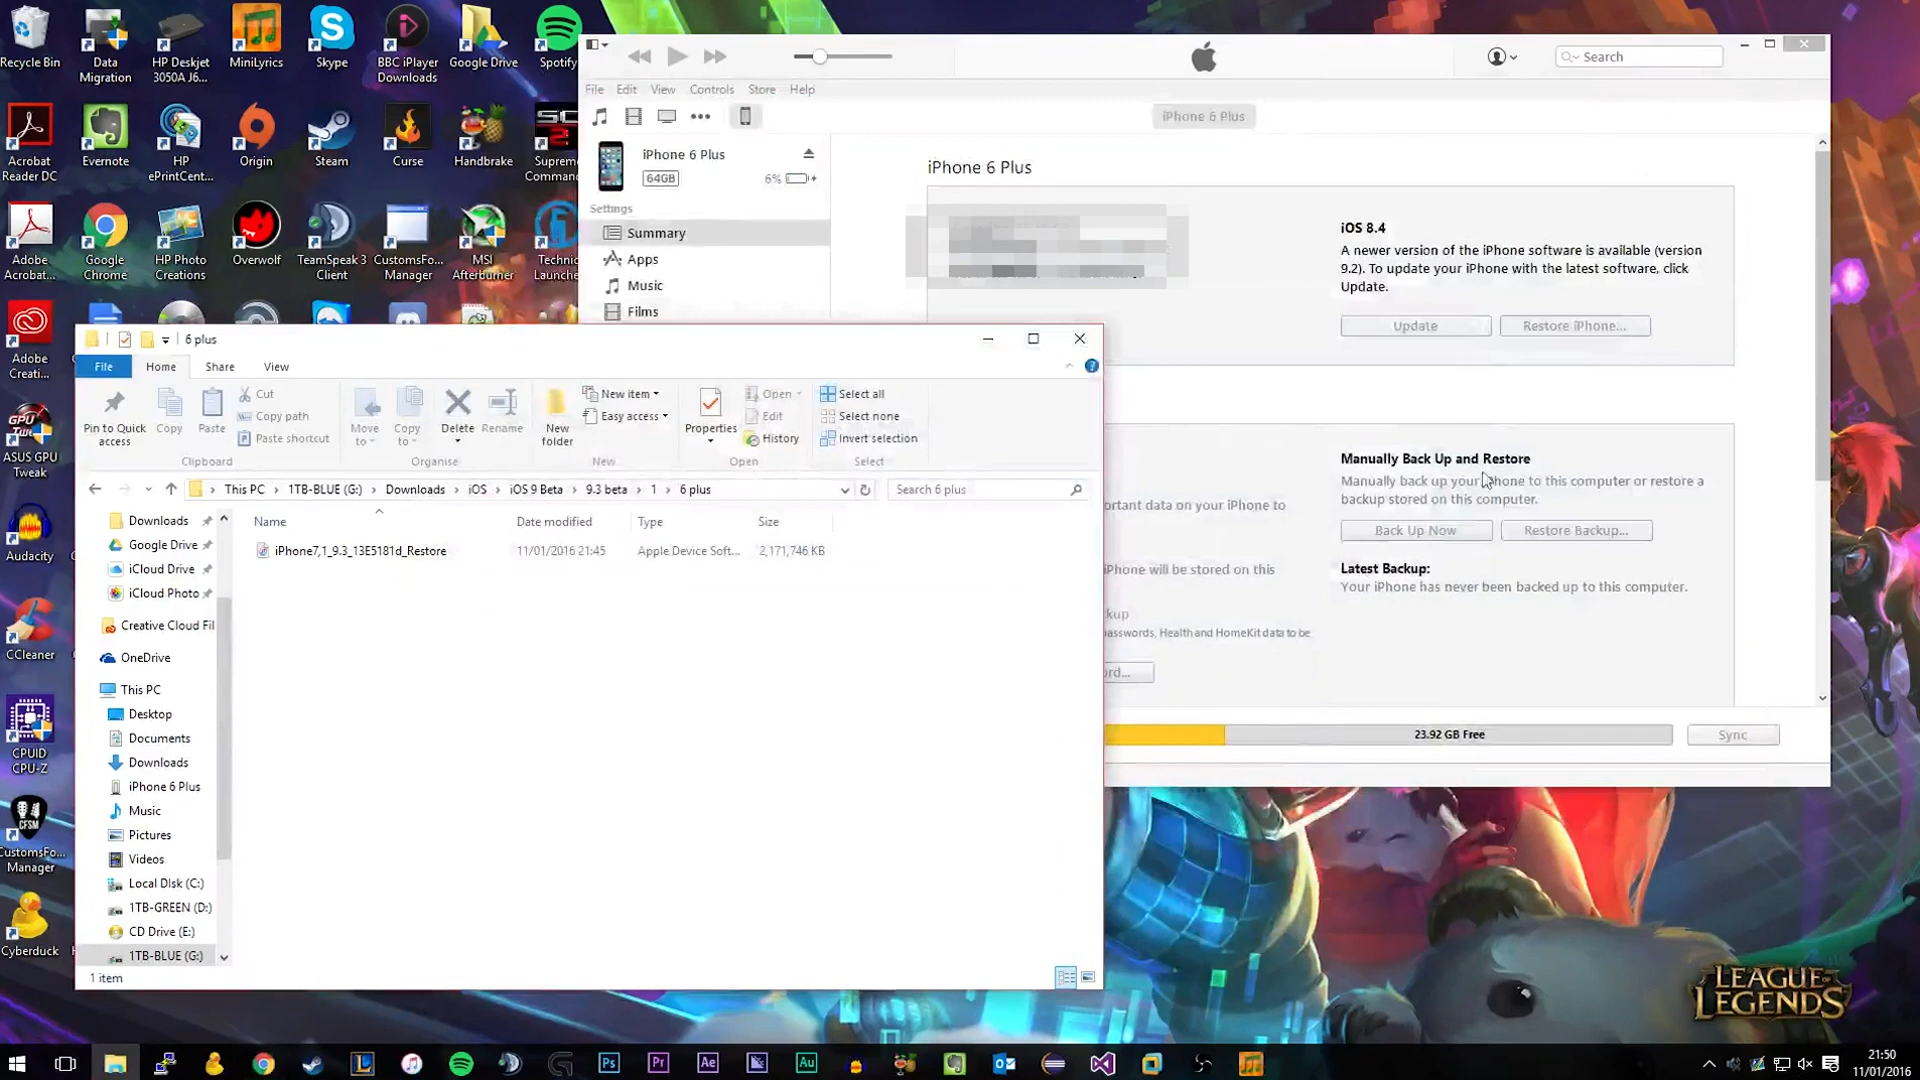 Recycle Bin
Data Migration
HP Deskjet 3050A J6...
MiniLyrics
Skype
BBC iPlayer Downloads
Google Drive
Spotify
Acrobat Reader DC
Evernote
HP ePrintCent...
Origin
Steam
Curse
Handbrake
Adobe Acrobat...
Google Chrome
HP Photo Creations
Overwolf
TeamSpeak 3 Client
CustomsFo... Manager
MSI Afterburner
Adobe Creati...
ASUS GPU Tweak
Audacity
CCleaner
CPUID CPU-Z
CustomsFo... Manager
Cyberduck
Search
File Edit View Controls Store Help
iPhone 6 Plus
iPhone 6 Plus
64GB
6%
Settings
Summary
Apps
Music
Films
iPhone 6 Plus
iOS 8.4
A newer version of the iPhone software is available (version
9.2). To update your iPhone with the latest software, click
Update.
Update
Restore iPhone...
Manually Back Up and Restore
Manually back up your iPhone to this computer or restore a
backup stored on this computer.
Back Up Now
Restore Backup...
Latest Backup:
Your iPhone has never been backed up to this computer.
ortant data on your iPhone to
Phone will be stored on this
kup
asswords, Health and HomeKit data to be
ord...
23.92 GB Free
Sync
6 plus
File Home Share View
Pin to Quick access
Copy
Paste
Cut
Copy path
Paste shortcut
Clipboard
Move to
Copy to
Delete
Rename
Organise
New folder
New item
Easy access
New
Properties
Open
Edit
History
Open
Select all
Select none
Invert selection
Select
This PC > 1TB-BLUE (G:) > Downloads > iOS > iOS 9 Beta > 9.3 beta > 1 > 6 plus
Search 6 plus
Name Date modified Type Size
iPhone7,1_9.3_13E5181d_Restore 11/01/2016 21:45 Apple Device Soft... 2,171,746 KB
Downloads
Google Drive
iCloud Drive
iCloud Photo
Creative Cloud Fil
OneDrive
This PC
Desktop
Documents
Downloads
iPhone 6 Plus
Music
Pictures
Videos
Local Disk (C:)
1TB-GREEN (D:)
CD Drive (E:)
1TB-BLUE (G:)
1 item
LEAGUE OF
LEGENDS
Ps Pr Ae Au
21:50
11/01/2016